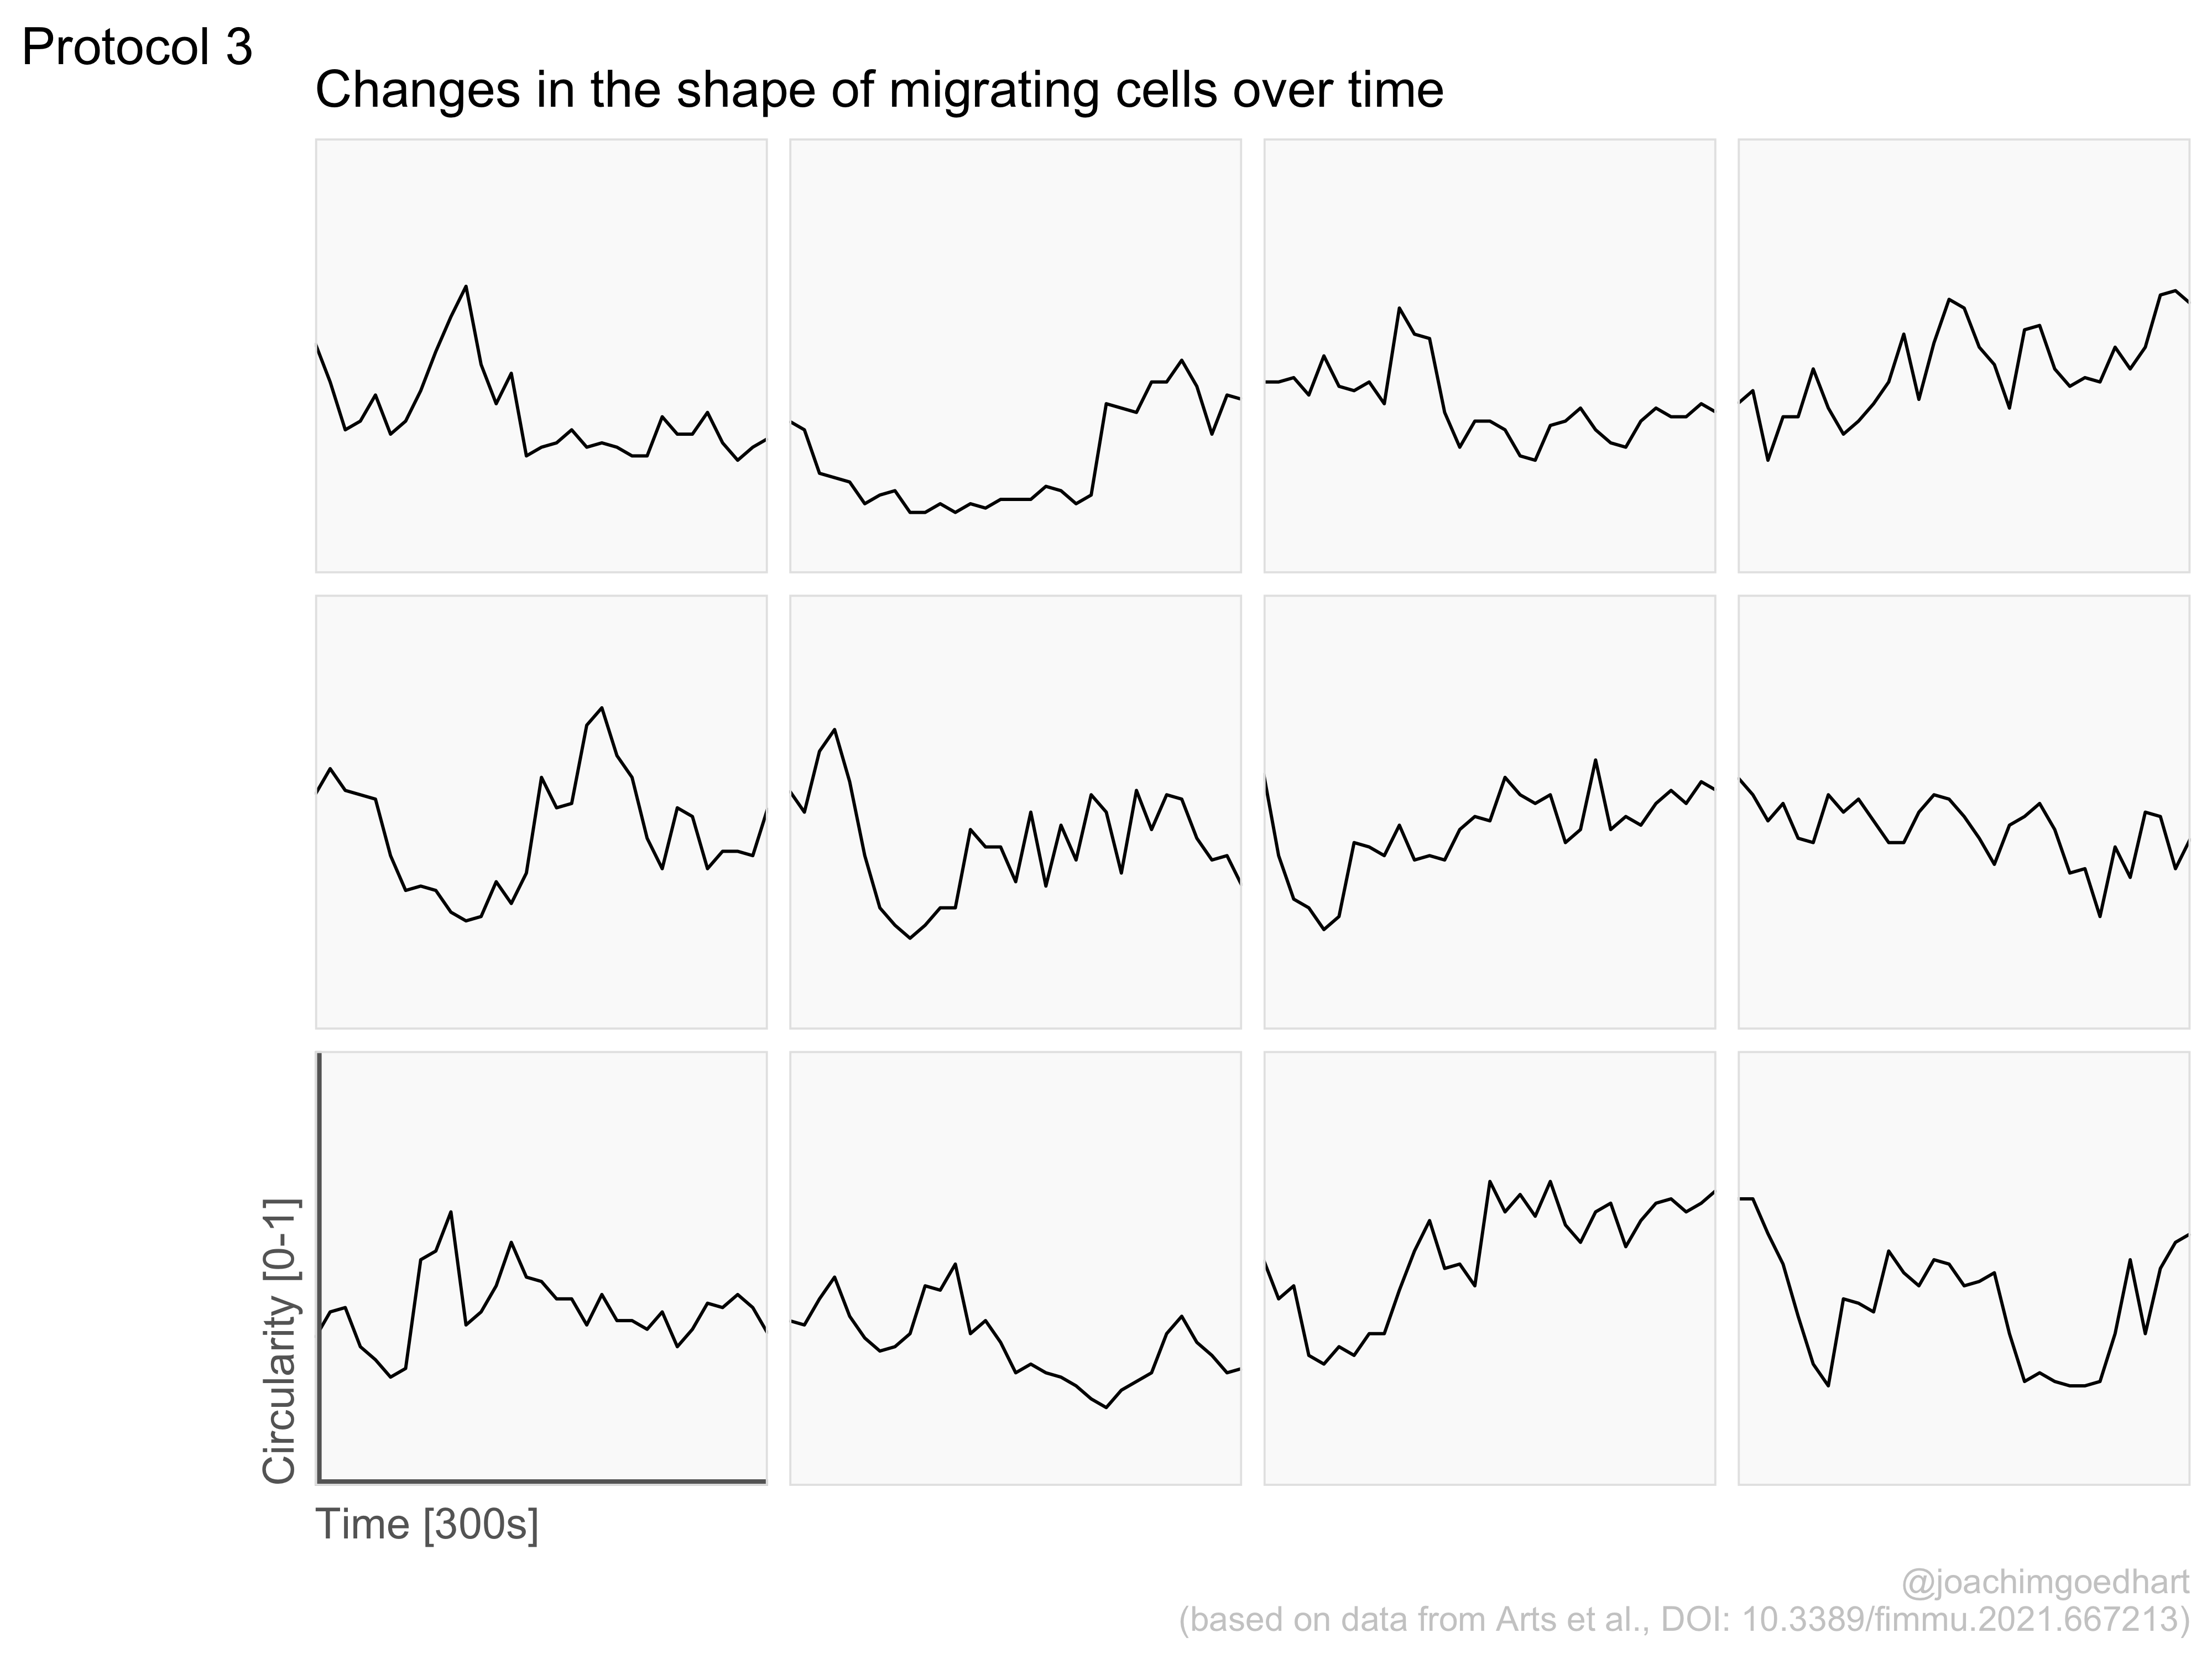 Protocol 3
Changes in the shape of migrating cells over time
Circularity [0-1]
Time [300s]
@joachimgoedhart
(based on data from Arts et al., DOI: 10.3389/fimmu.2021.667213)